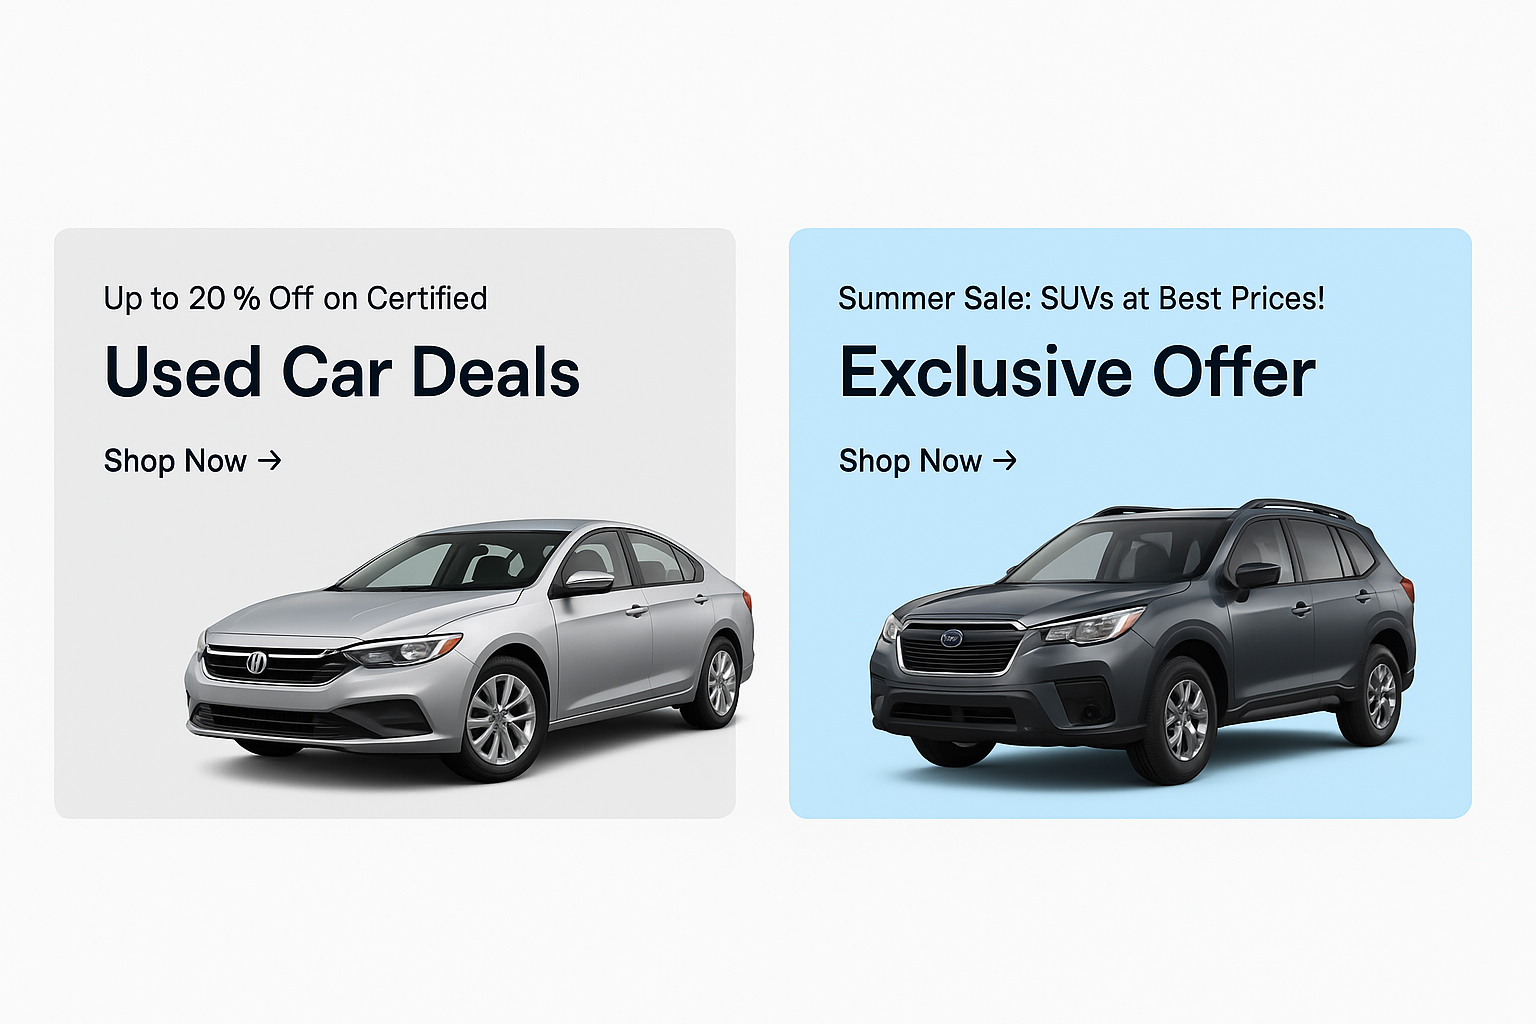 Up to 20 % Off on Certified
Used Car Deals
Shop Now →
Summer Sale: SUVs at Best Prices!
Exclusive Offer
Shop Now →